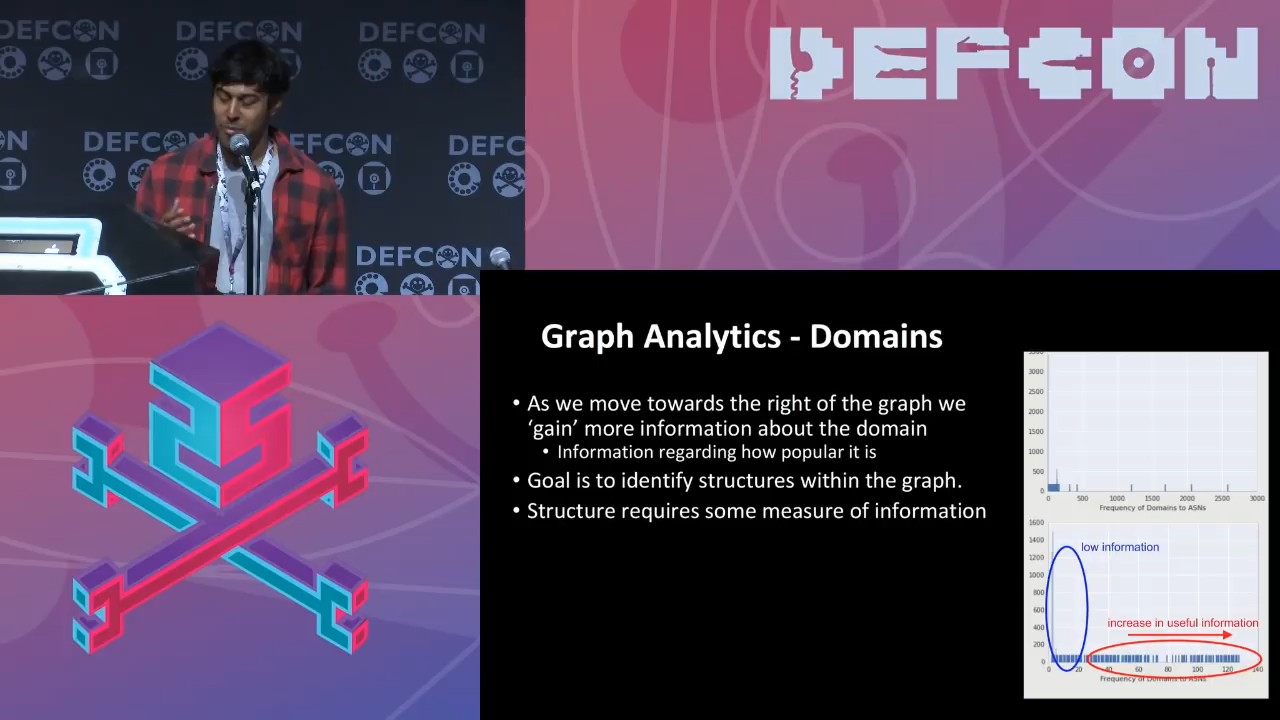 DEFCON
DEFCON
DEFCON
DEFCON
N
DEFCON
DEFCON
DEFC
DEFCON
Graph Analytics - Domains
• As we move towards the right of the graph we
‘gain’ more information about the domain
• Information regarding how popular it is
• Goal is to identify structures within the graph.
• Structure requires some measure of information
3500
3000
2500
2000
1500
1000
500
0
0 500 1000 1500 2000 2500 3000
Frequency of Domains to ASNs
1600
1400
1200
1000
800
600
400
200
0
low information
increase in useful information
0 20 40 60 80 100 120 140
Frequency of Domains to ASNs